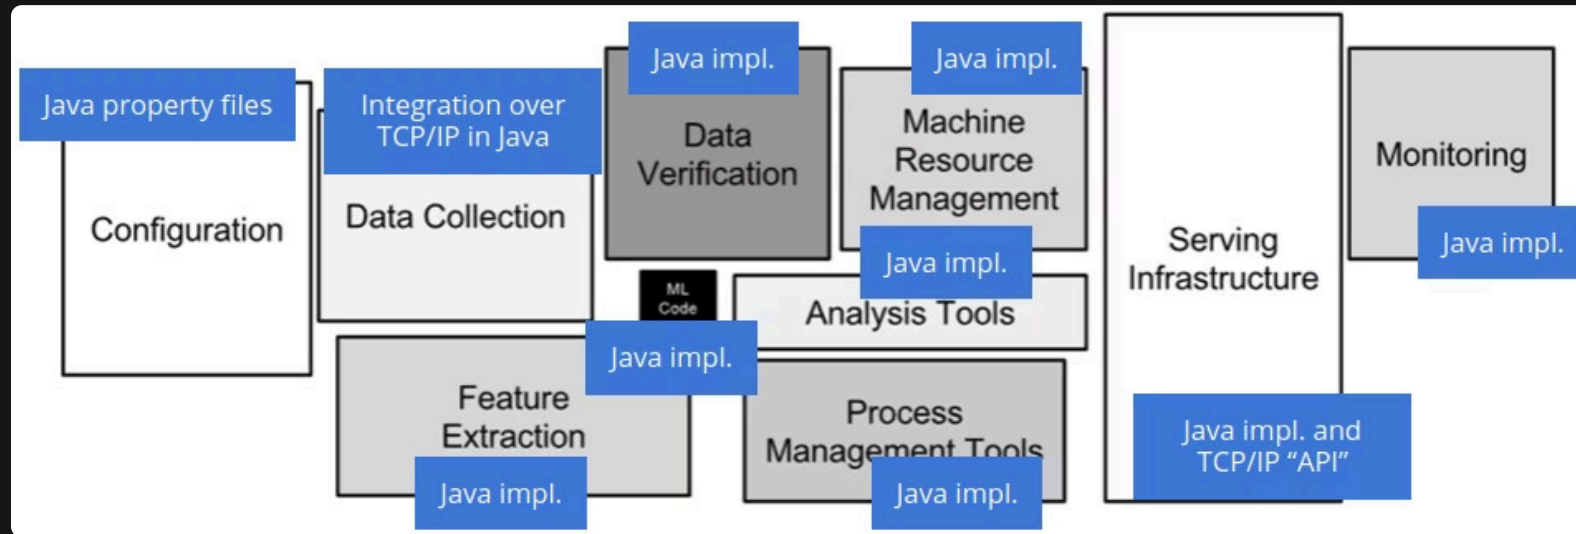 Java property files
Configuration
Integration over
TCP/IP in Java
Data Collection
Java impl.
Data
Verification
Java impl.
Machine
Resource
Management
Serving
Infrastructure
Java impl. and
TCP/IP “API”
Monitoring
Java impl.
ML
Code
Java impl.
Java impl.
Analysis Tools
Feature
Extraction
Java impl.
Process
Management Tools
Java impl.